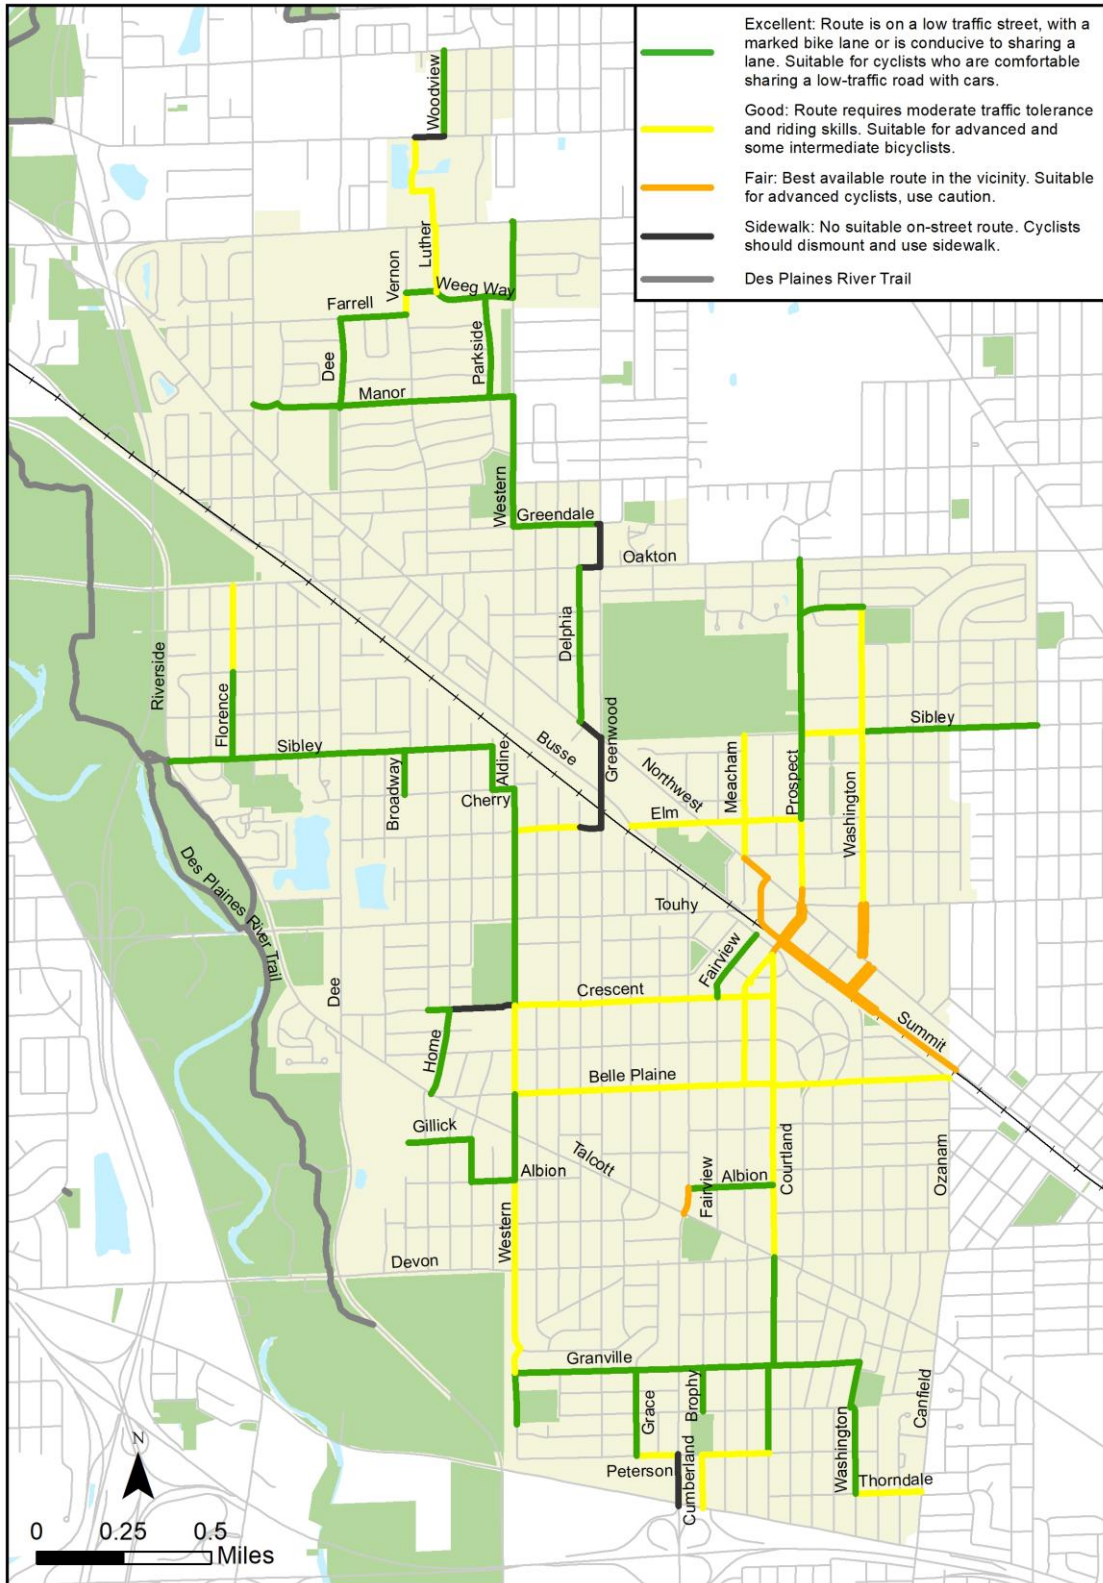 Excellent: Route is on a low traffic street, with a
marked bike lane or is conducive to sharing a
lane. Suitable for cyclists who are comfortable
sharing a low-traffic road with cars.
Good: Route requires moderate traffic tolerance
and riding skills. Suitable for advanced and
some intermediate bicyclists.
Fair: Best available route in the vicinity. Suitable
for advanced cyclists, use caution.
Sidewalk: No suitable on-street route. Cyclists
should dismount and use sidewalk.
Des Plaines River Trail
Woodview
Luther
Vernon
Weeg Way
Farrell
Dee
Parkside
Manor
Western
Greendale
Oakton
Delphia
Riverside
Florence
Sibley
Sibley
Aldine
Busse
Greenwood
Northwest
Meacham
Prospect
Washington
Broadway
Cherry
Elm
Des Plaines River Trail
Touhy
Fairview
Dee
Crescent
Summit
Home
Belle Plaine
Gillick
Albion
Talcott
Fairview
Albion
Courtland
Ozanam
Western
Devon
Granville
Grace
Brophy
Canfield
Peterson
Cumberland
Washington
Thorndale
N
0 0.25 0.5
Miles